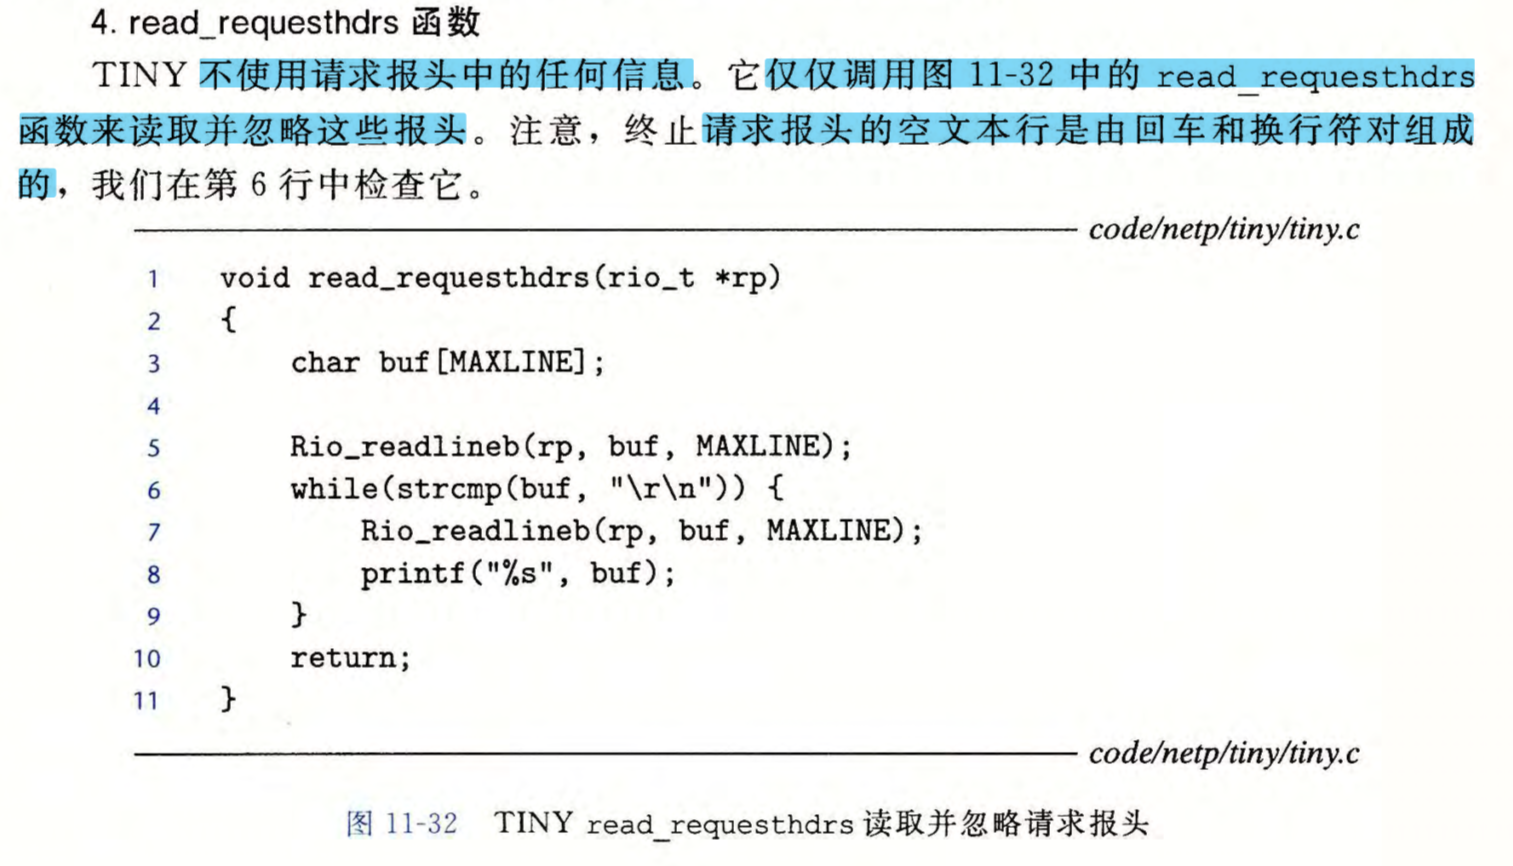 4. read_requesthdrs 函数
TINY 不使用请求报头中的任何信息。它仅仅调用图 11-32 中的 read_requesthdrs
函数来读取并忽略这些报头。注意，终止请求报头的空文本行是由回车和换行符对组成
的，我们在第 6 行中检查它。
code/netp/tiny/tiny.c
1 void read_requesthdrs(rio_t *rp)
2 {
3 char buf[MAXLINE];
4
5 Rio_readlineb(rp, buf, MAXLINE);
6 while(strcmp(buf, "\r\n")) {
7 Rio_readlineb(rp, buf, MAXLINE);
8 printf("%s", buf);
9 }
10 return;
11 }
code/netp/tiny/tiny.c
图 11-32 TINY read_requesthdrs 读取并忽略请求报头